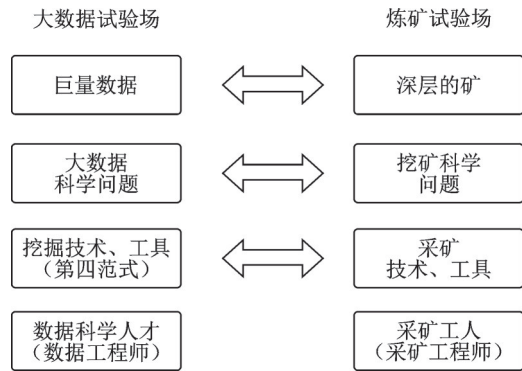 大数据试验场
炼矿试验场
巨量数据
深层的矿
大数据
科学问题
挖矿科学
问题
挖掘技术、工具
（第四范式）
采矿
技术、工具
数据科学人才
（数据工程师）
采矿工人
（采矿工程师）